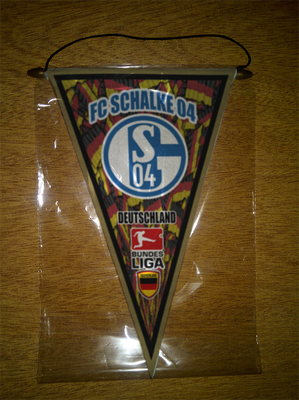 FC SCHALKE 04
S
04
DEUTSCHLAND
BUNDES
LIGA